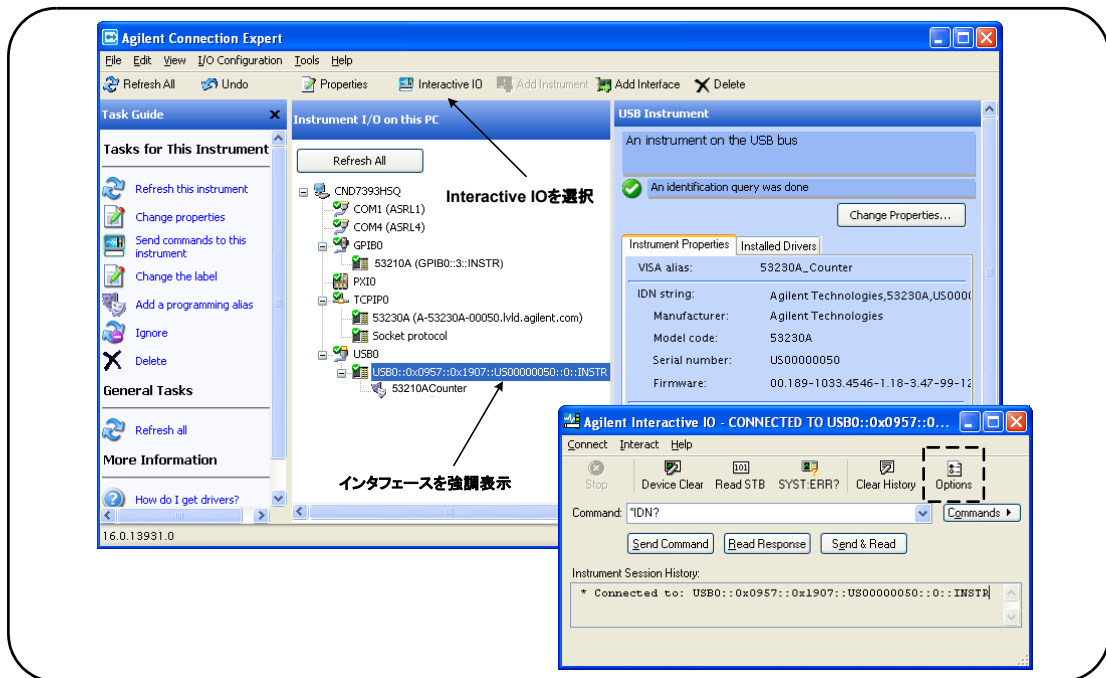 Agilent Connection Expert
File Edit View I/O Configuration Tools Help
Refresh All Undo Properties Interactive IO Add Instrument Add Interface Delete
Task Guide
Tasks for This Instrument
Refresh this instrument
Change properties
Send commands to this
instrument
Change the label
Add a programming alias
Ignore
Delete
General Tasks
Refresh all
More Information
How do I get drivers?
16.0.13931.0
Instrument I/O on this PC
Refresh All
Interactive IOを選択
CND7393HSQ
COM1 (ASRL1)
COM4 (ASRL4)
GPIB0
53210A (GPIB0::3::INSTR)
PXI0
TCPIP0
53230A (A-53230A-00050.lvld.agilent.com)
Socket protocol
USB0
USB0::0x0957::0x1907::US00000050::0::INSTR
53210ACounter
インタフェースを強調表示
USB Instrument
An instrument on the USB bus
An identification query was done
Change Properties...
Instrument Properties Installed Drivers
VISA alias: 53230A_Counter
IDN string: Agilent Technologies,53230A,US0000(
Manufacturer: Agilent Technologies
Model code: 53230A
Serial number: US00000050
Firmware: 00.189-1033.4546-1.18-3.47-99-12
Agilent Interactive IO - CONNECTED TO USB0::0x0957::0...
Connect Interact Help
Stop Device Clear Read STB SYST:ERR? Clear History Options
Command: *IDN? Commands
Send Command Read Response Send & Read
Instrument Session History:
* Connected to: USB0::0x0957::0x1907::US00000050::0::INSTR